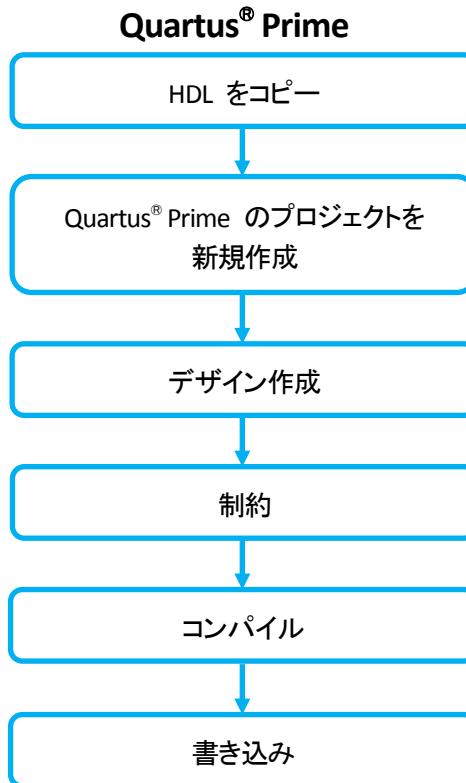 Quartus® Prime
HDL をコピー
Quartus® Prime のプロジェクトを
新規作成
デザイン作成
制約
コンパイル
書き込み